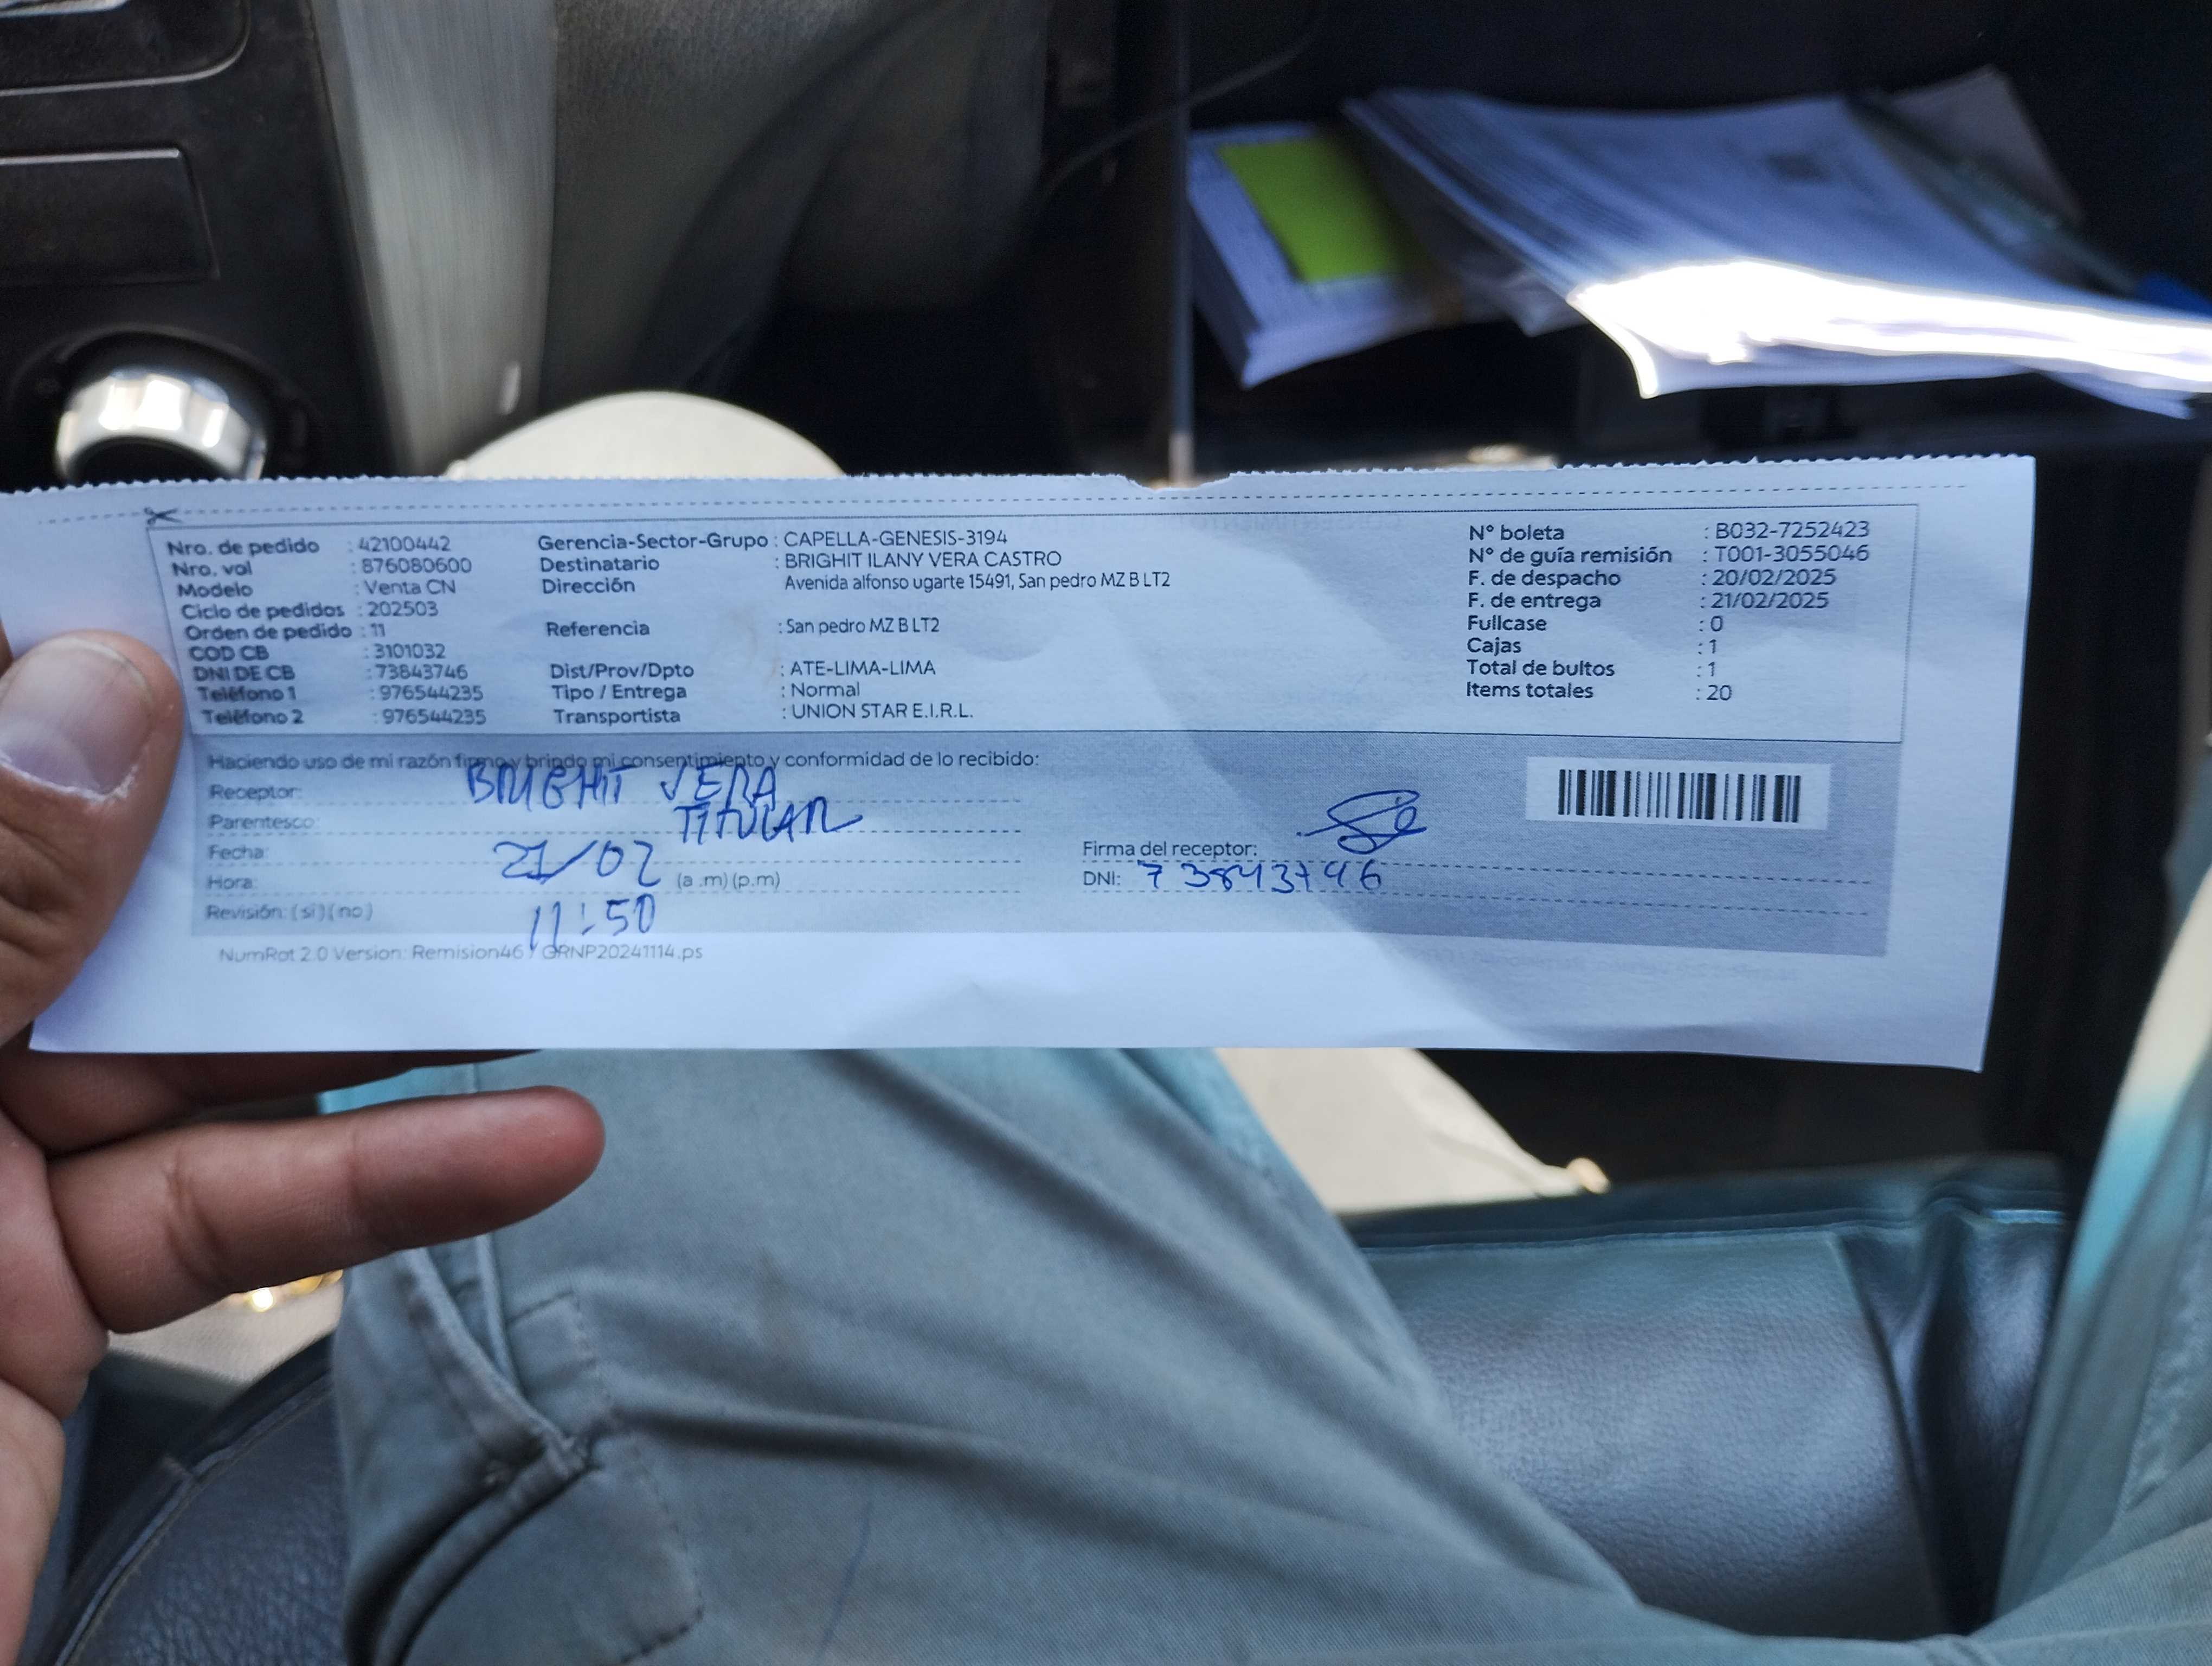 Nro. de pedido : 42100442
Nro. vol : 876080600
Modelo : Venta CN
Ciclo de pedidos : 202503
Orden de pedido : 11
COD CB : 3101032
DNI DE CB : 73843746
Teléfono 1 : 976544235
Teléfono 2 : 976544235
Gerencia-Sector-Grupo : CAPELLA-GENESIS-3194
Destinatario : BRIGHIT ILANY VERA CASTRO
Dirección Avenida alfonso ugarte 15491, San pedro MZ B LT2
Referencia : San pedro MZ B LT2
Dist/Prov/Dpto : ATE-LIMA-LIMA
Tipo / Entrega : Normal
Transportista : UNION STAR E.I.R.L.
N° boleta : B032-7252423
N° de guía remisión : T001-3055046
F. de despacho : 20/02/2025
F. de entrega : 21/02/2025
Fullcase : 0
Cajas : 1
Total de bultos : 1
Items totales : 20
Haciendo uso de mi razón firmo y brindo mi consentimiento y conformidad de lo recibido:
Receptor: BRIGHIT VERA
Parentesco: TITULAR
Fecha: 21/02
Hora: (a .m) (p.m)
Revisión: ( si ) ( no ) 11:50
Firma del receptor:
DNI: 73843746
NumRot 2.0 Version: Remision46 / GRNP20241114.ps